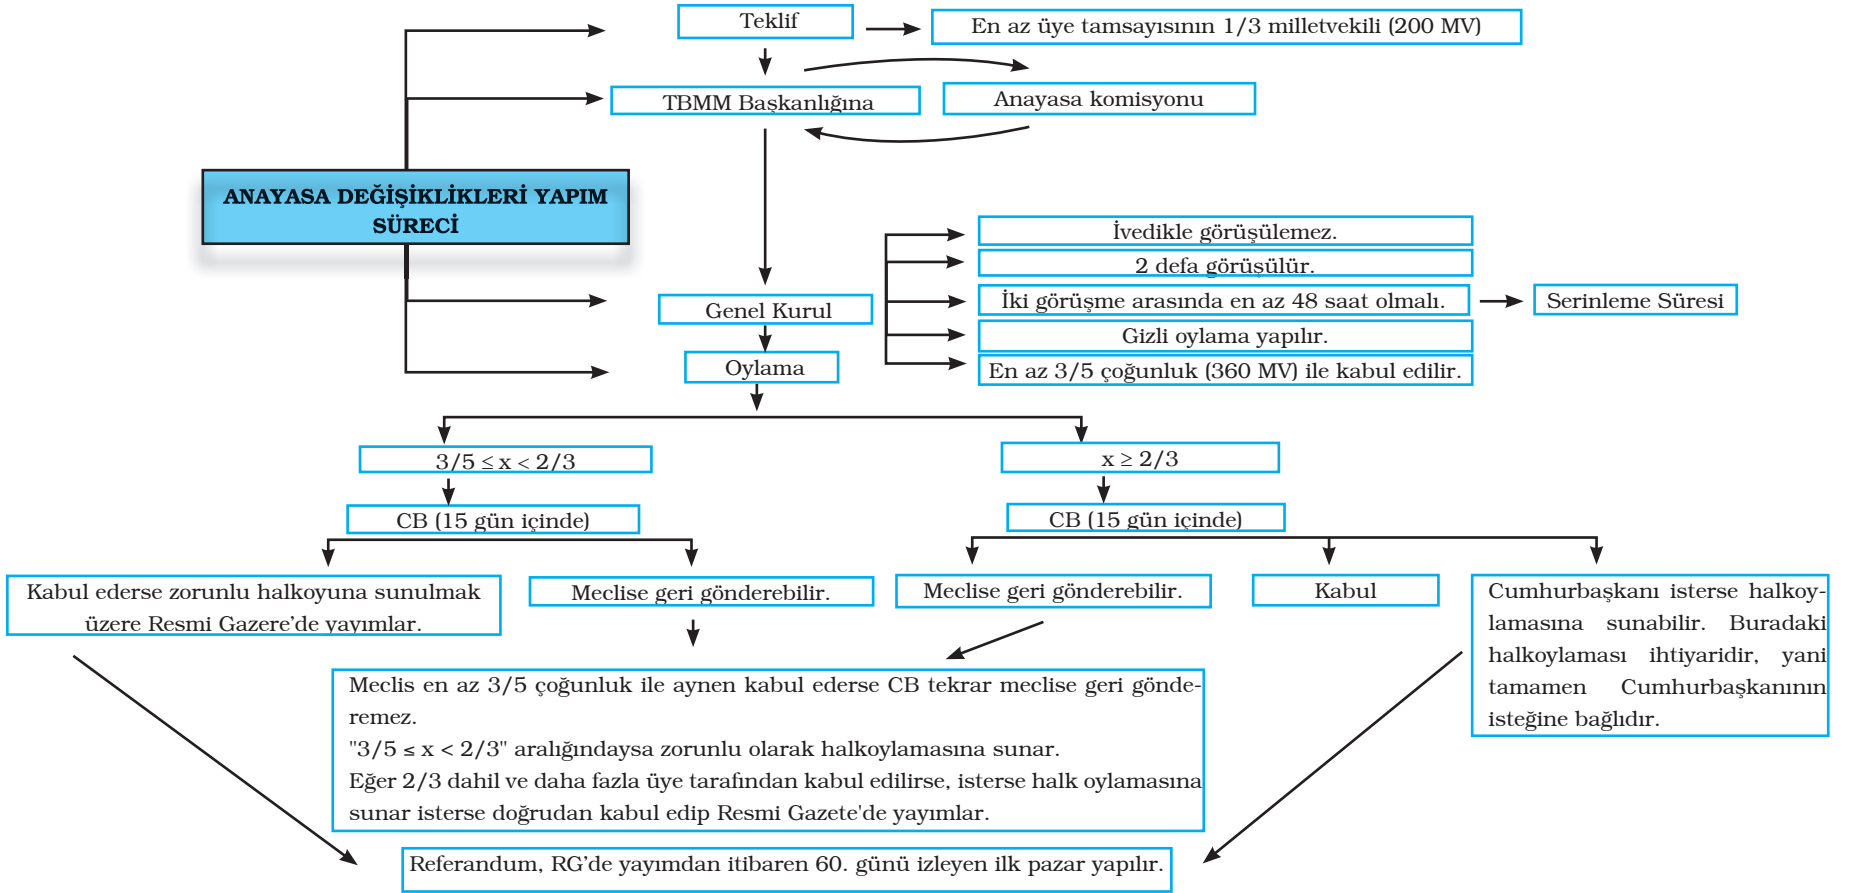 Teklif
En az üye tamsayısının 1/3 milletvekili (200 MV)
TBMM Başkanlığına
Anayasa komisyonu
ANAYASA DEĞİŞİKLİKLERİ YAPIM
SÜRECİ
İvedikle görüşülemez.
2 defa görüşülür.
İki görüşme arasında en az 48 saat olmalı.
Serinleme Süresi
Genel Kurul
Gizli oylama yapılır.
Oylama
En az 3/5 çoğunluk (360 MV) ile kabul edilir.
3/5 ≤ x < 2/3
x ≥ 2/3
CB (15 gün içinde)
CB (15 gün içinde)
Kabul ederse zorunlu halkoyuna sunulmak
üzere Resmi Gazere’de yayımlar.
Meclise geri gönderebilir.
Meclise geri gönderebilir.
Kabul
Cumhurbaşkanı isterse halkoy-
lamasına sunabilir. Buradaki
halkoylaması ihtiyaridir, yani
tamamen Cumhurbaşkanının
isteğine bağlıdır.
Meclis en az 3/5 çoğunluk ile aynen kabul ederse CB tekrar meclise geri gönde-
remez.
"3/5 ≤ x < 2/3" aralığındaysa zorunlu olarak halkoylamasına sunar.
Eğer 2/3 dahil ve daha fazla üye tarafından kabul edilirse, isterse halk oylamasına
sunar isterse doğrudan kabul edip Resmi Gazete'de yayımlar.
Referandum, RG’de yayımdan itibaren 60. günü izleyen ilk pazar yapılır.